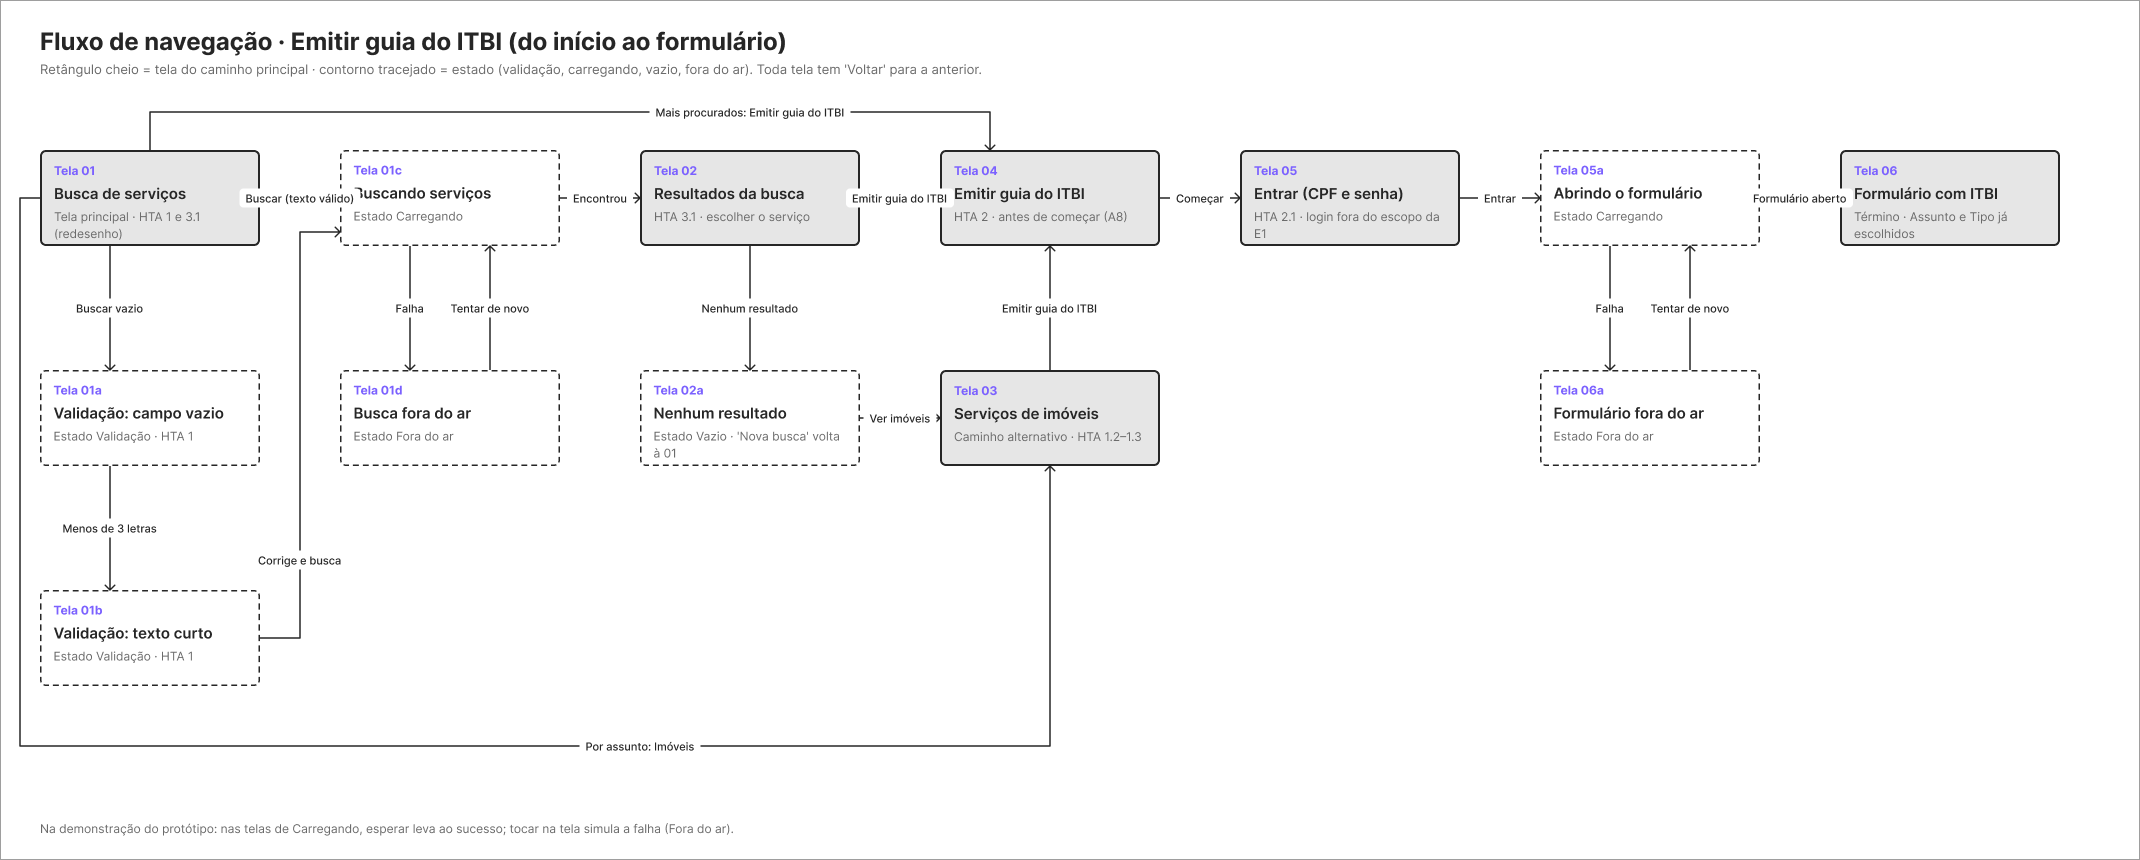 Fluxo de navegação · Emitir guia do ITBI (do início ao formulário)
Retângulo cheio = tela do caminho principal · contorno tracejado = estado (validação, carregando, vazio, fora do ar). Toda tela tem 'Voltar' para a anterior.
Mais procurados: Emitir guia do ITBI
Tela 01
Busca de serviços
Tela principal · HTA 1 e 3.1
(redesenho)
Buscar (texto válido)
Tela 01c
Buscando serviços
Estado Carregando
Encontrou
Tela 02
Resultados da busca
HTA 3.1 · escolher o serviço
Emitir guia do ITBI
Tela 04
Emitir guia do ITBI
HTA 2 · antes de começar (A8)
Começar
Tela 05
Entrar (CPF e senha)
HTA 2.1 · login fora do escopo da
E1
Entrar
Tela 05a
Abrindo o formulário
Estado Carregando
Formulário aberto
Tela 06
Formulário com ITBI
Término · Assunto e Tipo já
escolhidos
Buscar vazio
Falha
Tentar de novo
Nenhum resultado
Emitir guia do ITBI
Falha
Tentar de novo
Tela 01a
Validação: campo vazio
Estado Validação · HTA 1
Tela 01d
Busca fora do ar
Estado Fora do ar
Tela 02a
Nenhum resultado
Estado Vazio · 'Nova busca' volta
à 01
Ver imóveis
Tela 03
Serviços de imóveis
Caminho alternativo · HTA 1.2–1.3
Tela 06a
Formulário fora do ar
Estado Fora do ar
Menos de 3 letras
Corrige e busca
Tela 01b
Validação: texto curto
Estado Validação · HTA 1
Por assunto: Imóveis
Na demonstração do protótipo: nas telas de Carregando, esperar leva ao sucesso; tocar na tela simula a falha (Fora do ar).